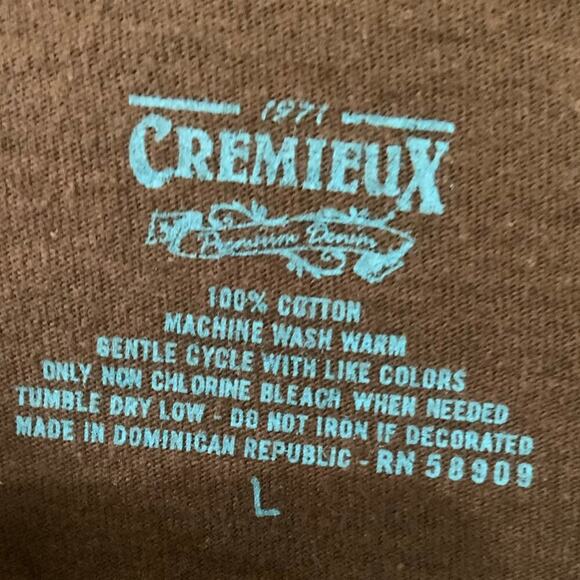 1971
CREMIEUX
Premium Denim
100% COTTON
MACHINE WASH WARM
GENTLE CYCLE WITH LIKE COLORS
ONLY NON CHLORINE BLEACH WHEN NEEDED
TUMBLE DRY LOW - DO NOT IRON IF DECORATED
MADE IN DOMINICAN REPUBLIC - RN 58909
L